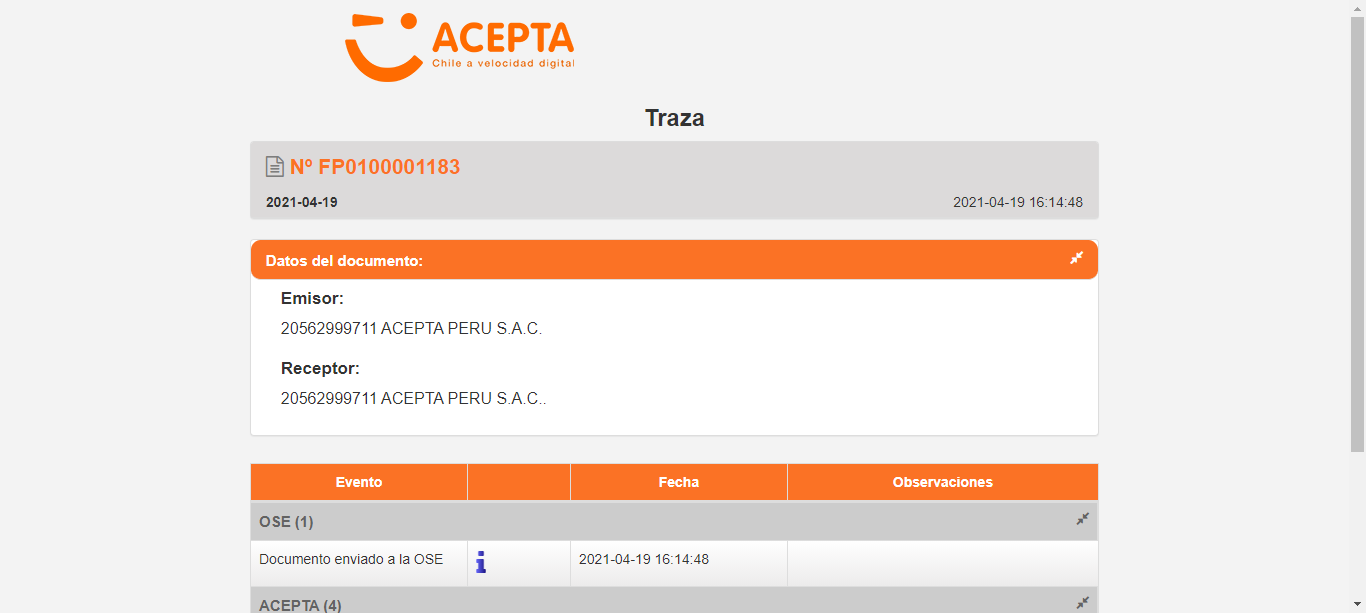 ACEPTA
Chile a velocidad digital
Traza
Nº FP0100001183
2021-04-19 2021-04-19 16:14:48
Datos del documento:
Emisor:
20562999711 ACEPTA PERU S.A.C.
Receptor:
20562999711 ACEPTA PERU S.A.C..
Evento Fecha Observaciones
OSE (1)
Documento enviado a la OSE 2021-04-19 16:14:48
ACEPTA (4)